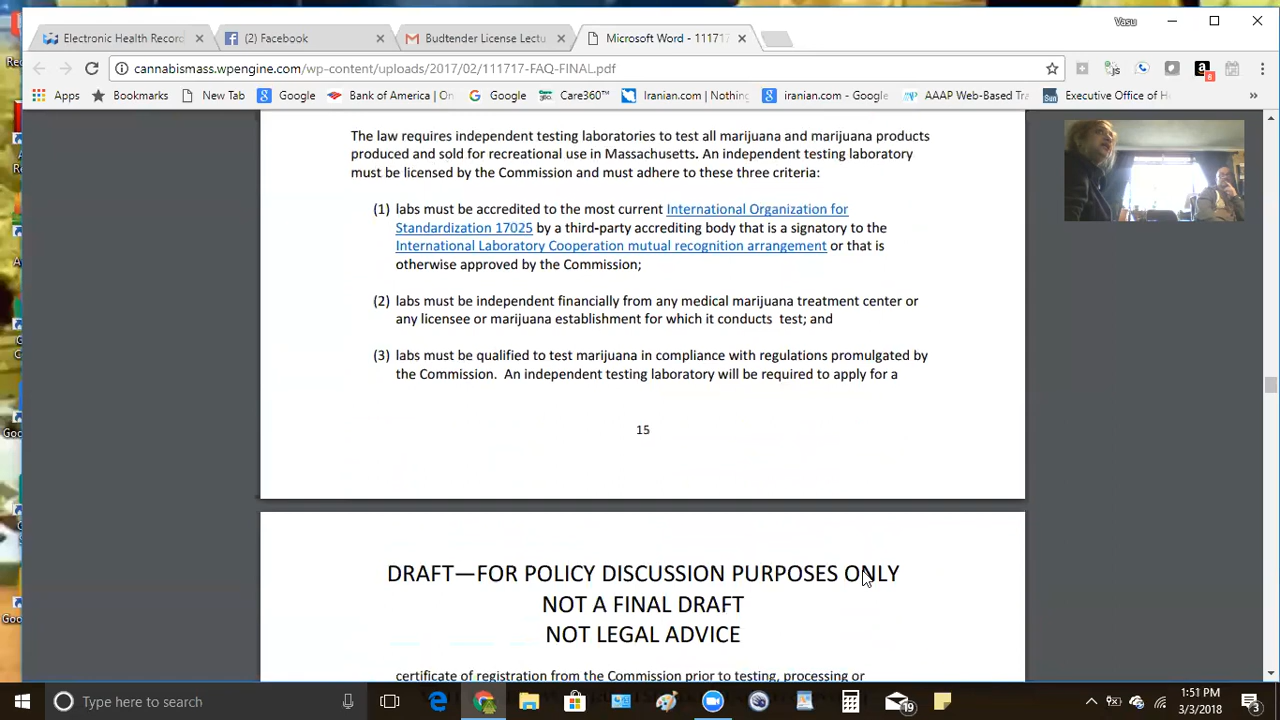 Vasu
Electronic Health Record
(2) Facebook
Budtender License Lectu
Microsoft Word - 111717
cannabismass.wpengine.com/wp-content/uploads/2017/02/111717-FAQ-FINAL.pdf
js
8
Apps
Bookmarks
New Tab
Google
Bank of America | On
Google
Care360™
Iranian.com | Nothing
iranian.com - Google
AAAP Web-Based Tra
Sun
Executive Office of He
The law requires independent testing laboratories to test all marijuana and marijuana products
produced and sold for recreational use in Massachusetts. An independent testing laboratory
must be licensed by the Commission and must adhere to these three criteria:
(1) labs must be accredited to the most current International Organization for
Standardization 17025 by a third-party accrediting body that is a signatory to the
International Laboratory Cooperation mutual recognition arrangement or that is
otherwise approved by the Commission;
(2) labs must be independent financially from any medical marijuana treatment center or
any licensee or marijuana establishment for which it conducts test; and
(3) labs must be qualified to test marijuana in compliance with regulations promulgated by
the Commission. An independent testing laboratory will be required to apply for a
15
DRAFT—FOR POLICY DISCUSSION PURPOSES ONLY
NOT A FINAL DRAFT
NOT LEGAL ADVICE
certificate of registration from the Commission prior to testing, processing or
Type here to search
19
1:51 PM
3/3/2018
3